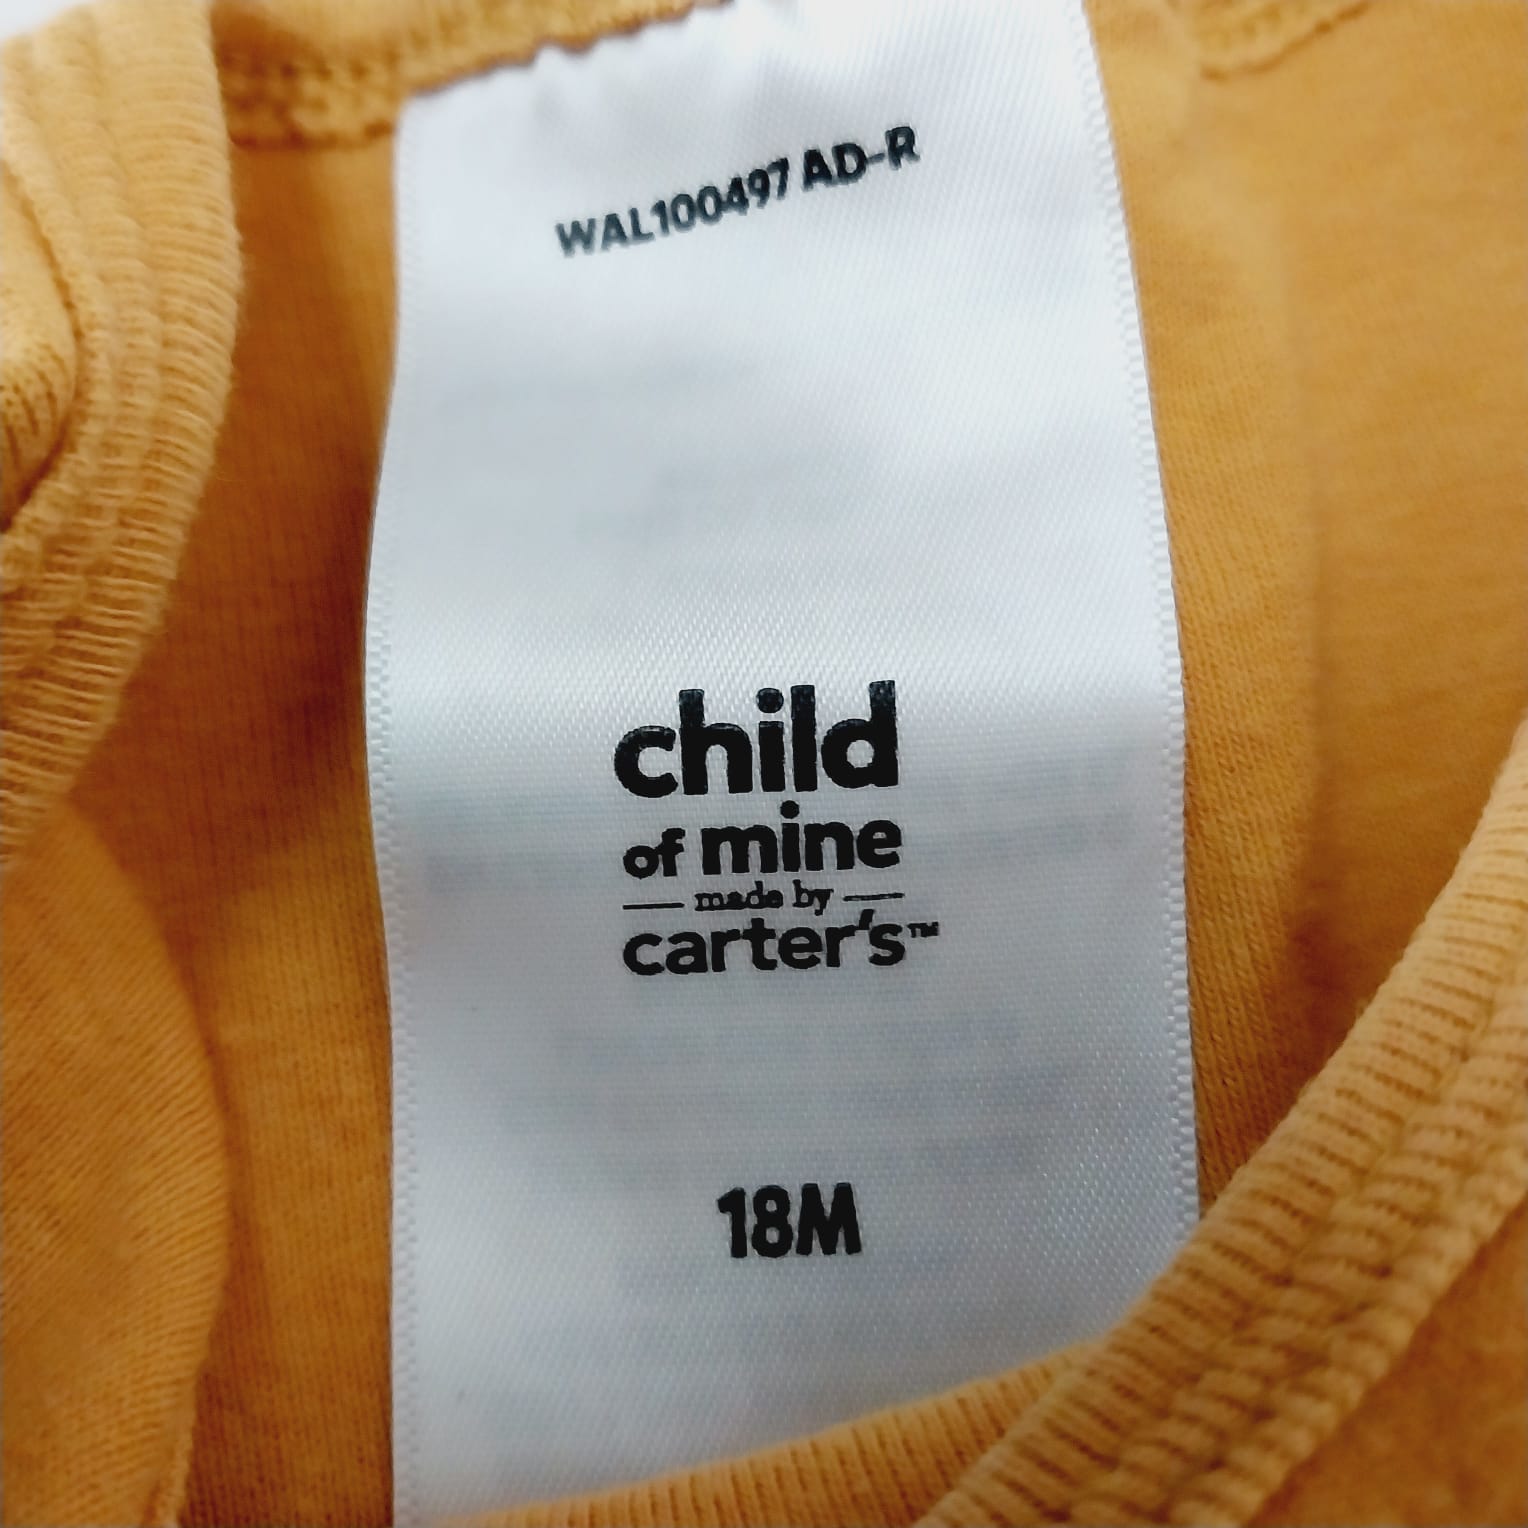 WAL100497 AD-R
child
of mine
made by
carter's™
18M